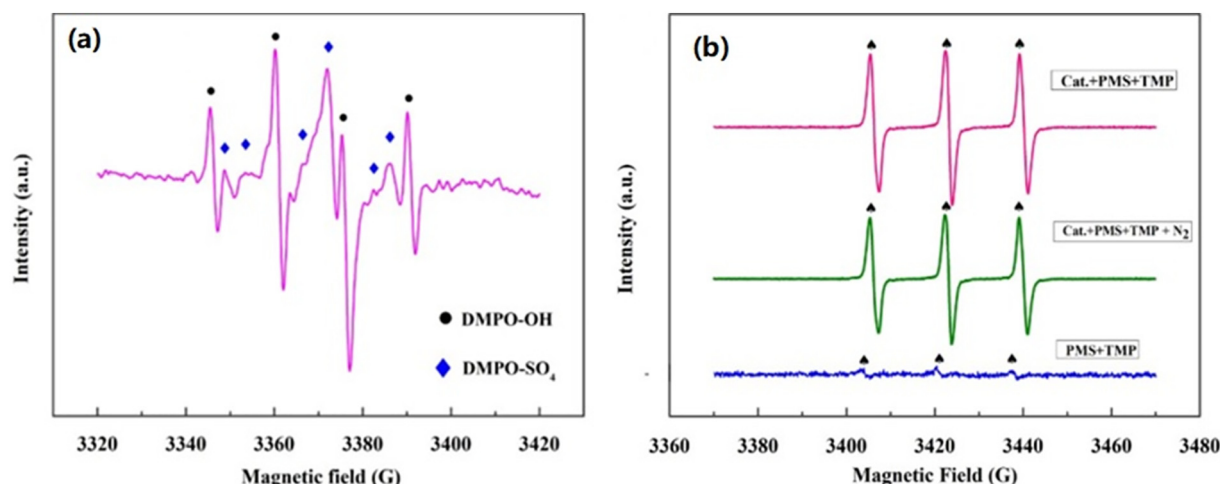 (a)
Intensity (a.u.)
DMPO-OH
DMPO-SO4
3320 3340 3360 3380 3400 3420
Magnetic field (G)
(b)
Intensity (a.u.)
Cat.+PMS+TMP
Cat.+PMS+TMP + N2
PMS+TMP
3360 3380 3400 3420 3440 3460 3480
Magnetic Field (G)